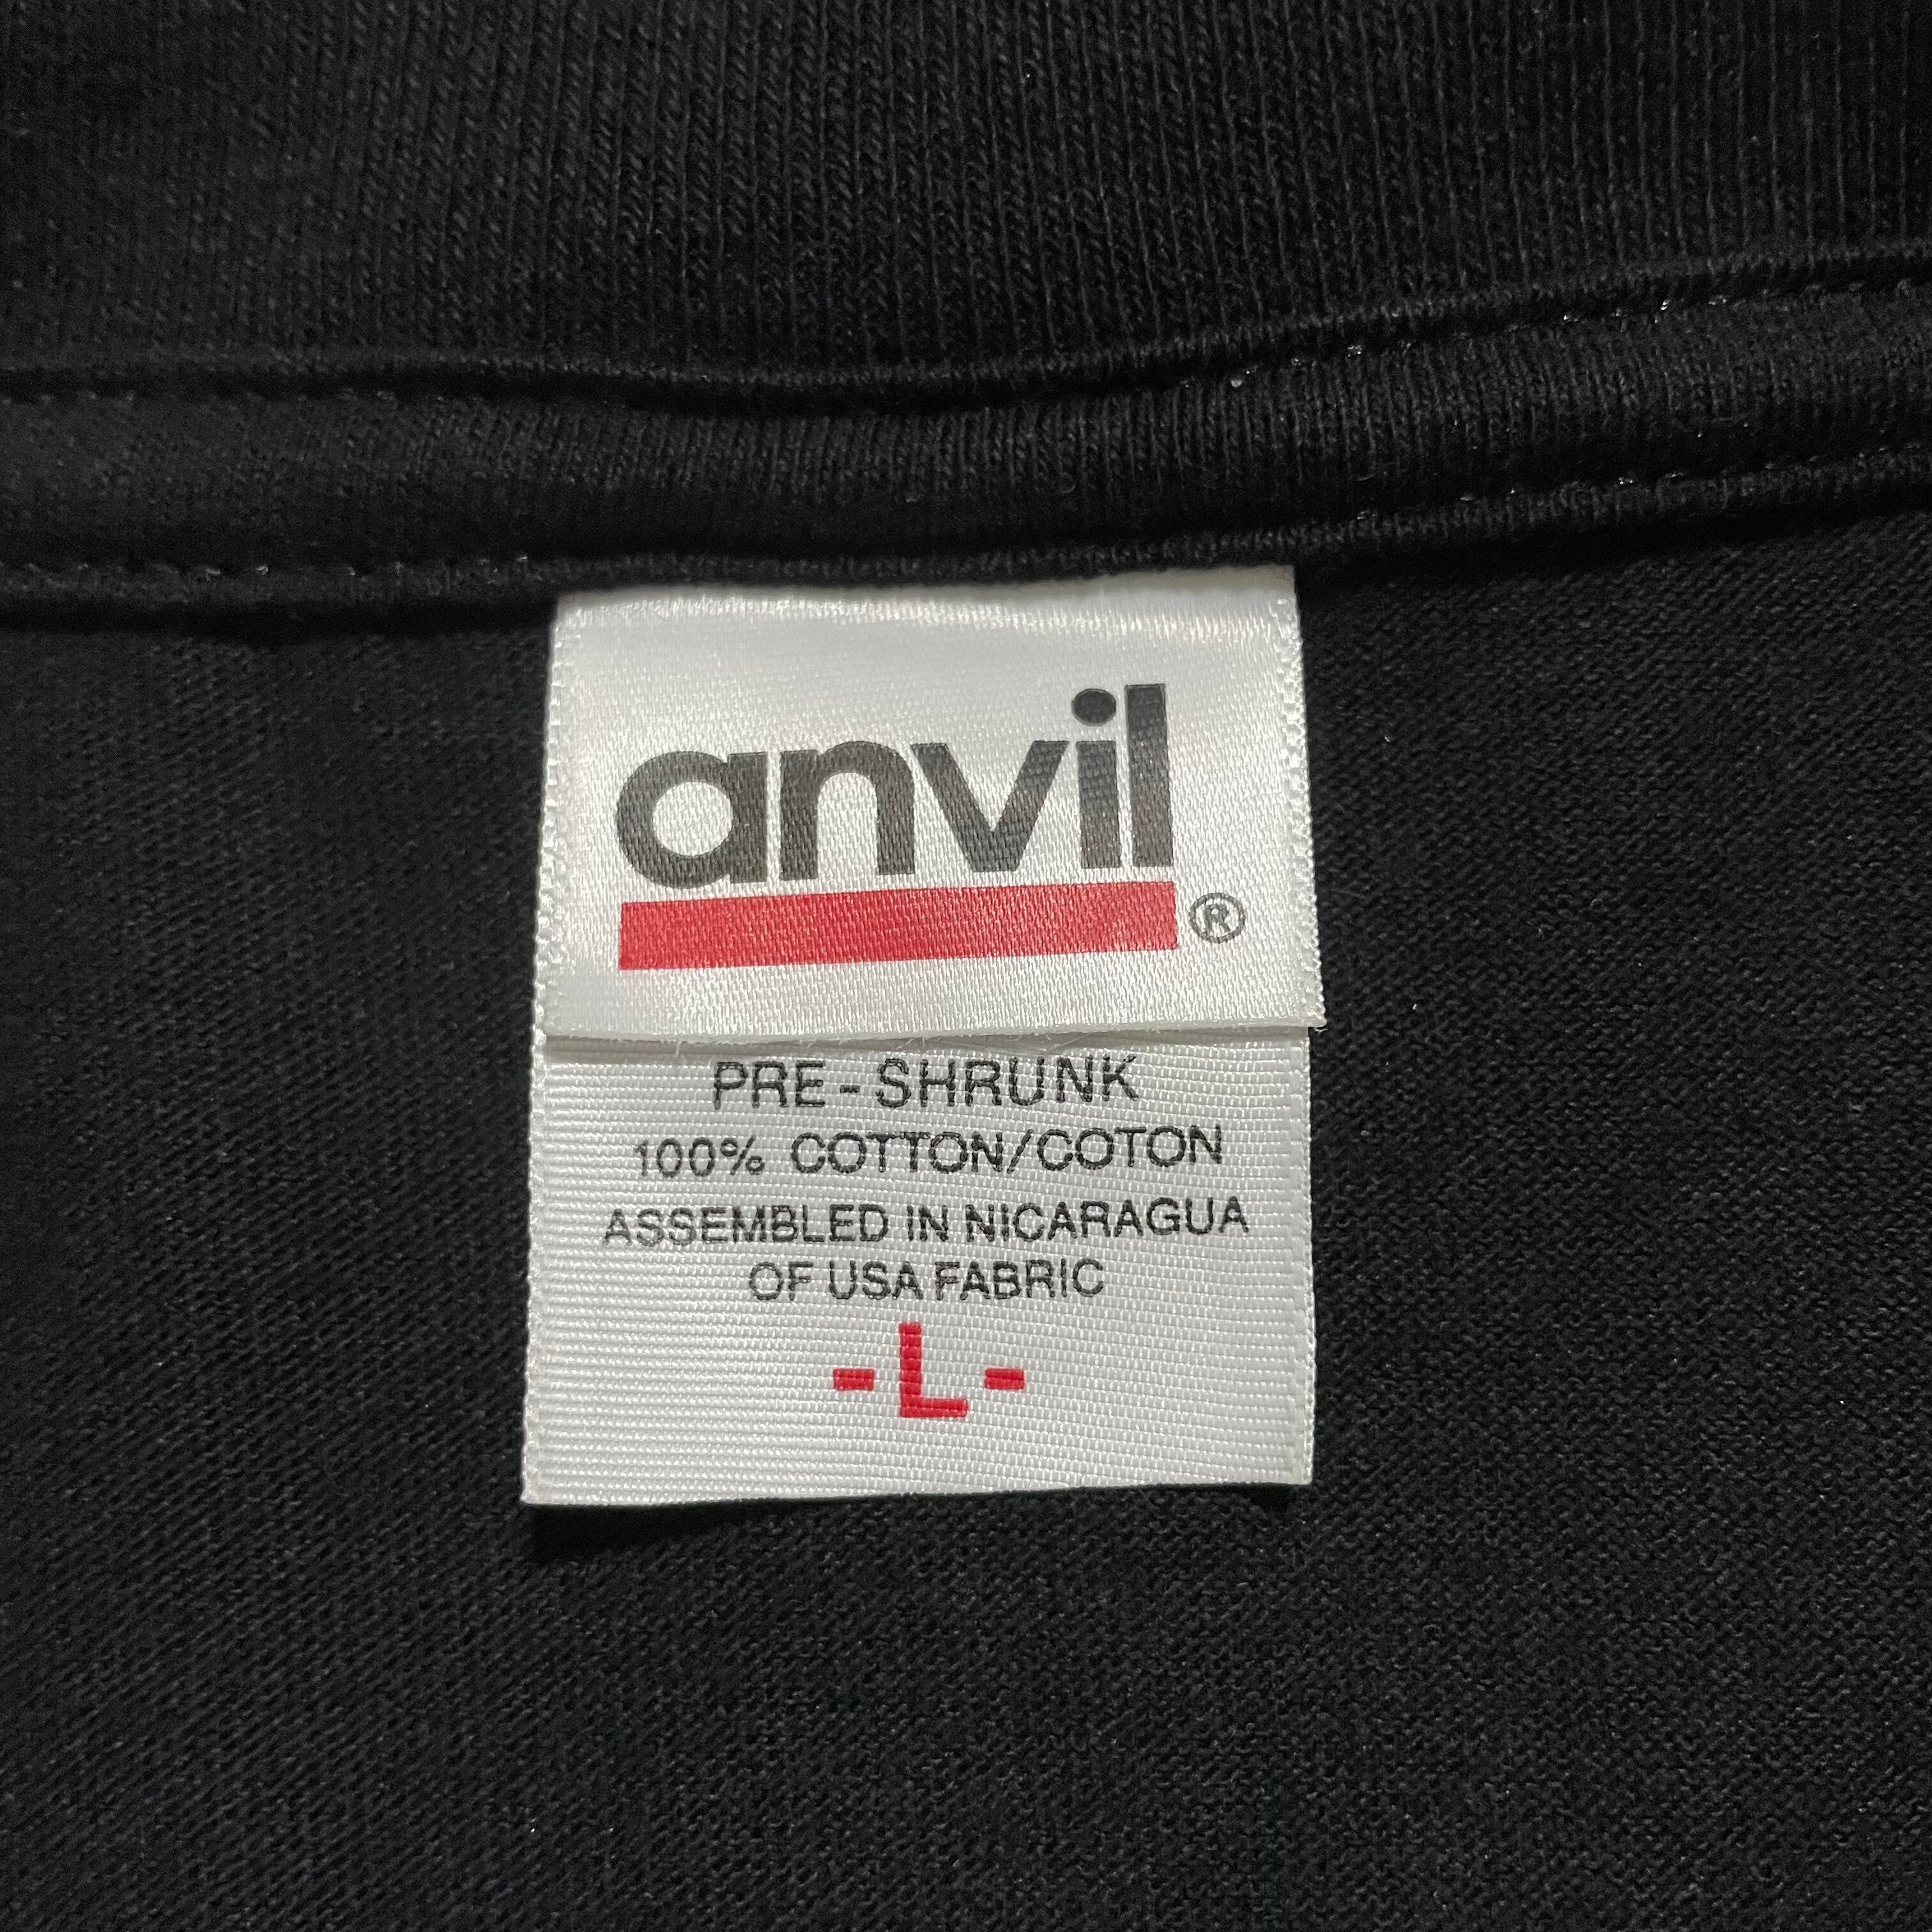 anvil
®
PRE-SHRUNK
100% COTTON/COTON
ASSEMBLED IN NICARAGUA
OF USA FABRIC
-L-